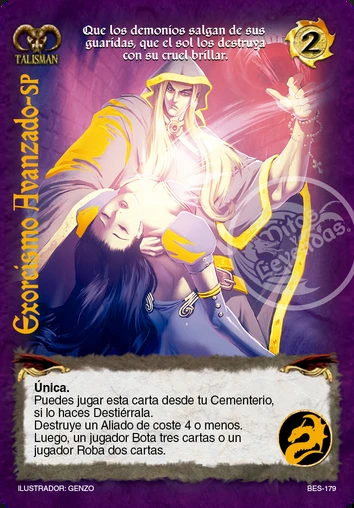 Que los demonios salgan de sus
guaridas, que el sol los destruya
con su cruel brillar.
2
TALISMAN
Exorcismo Avanzado-SP
Mitos
y
Leyendas.
Única.
Puedes jugar esta carta desde tu Cementerio,
si lo haces Destiérrala.
Destruye un Aliado de coste 4 o menos.
Luego, un jugador Bota tres cartas o un
jugador Roba dos cartas.
ILUSTRADOR: GENZO
BES-179